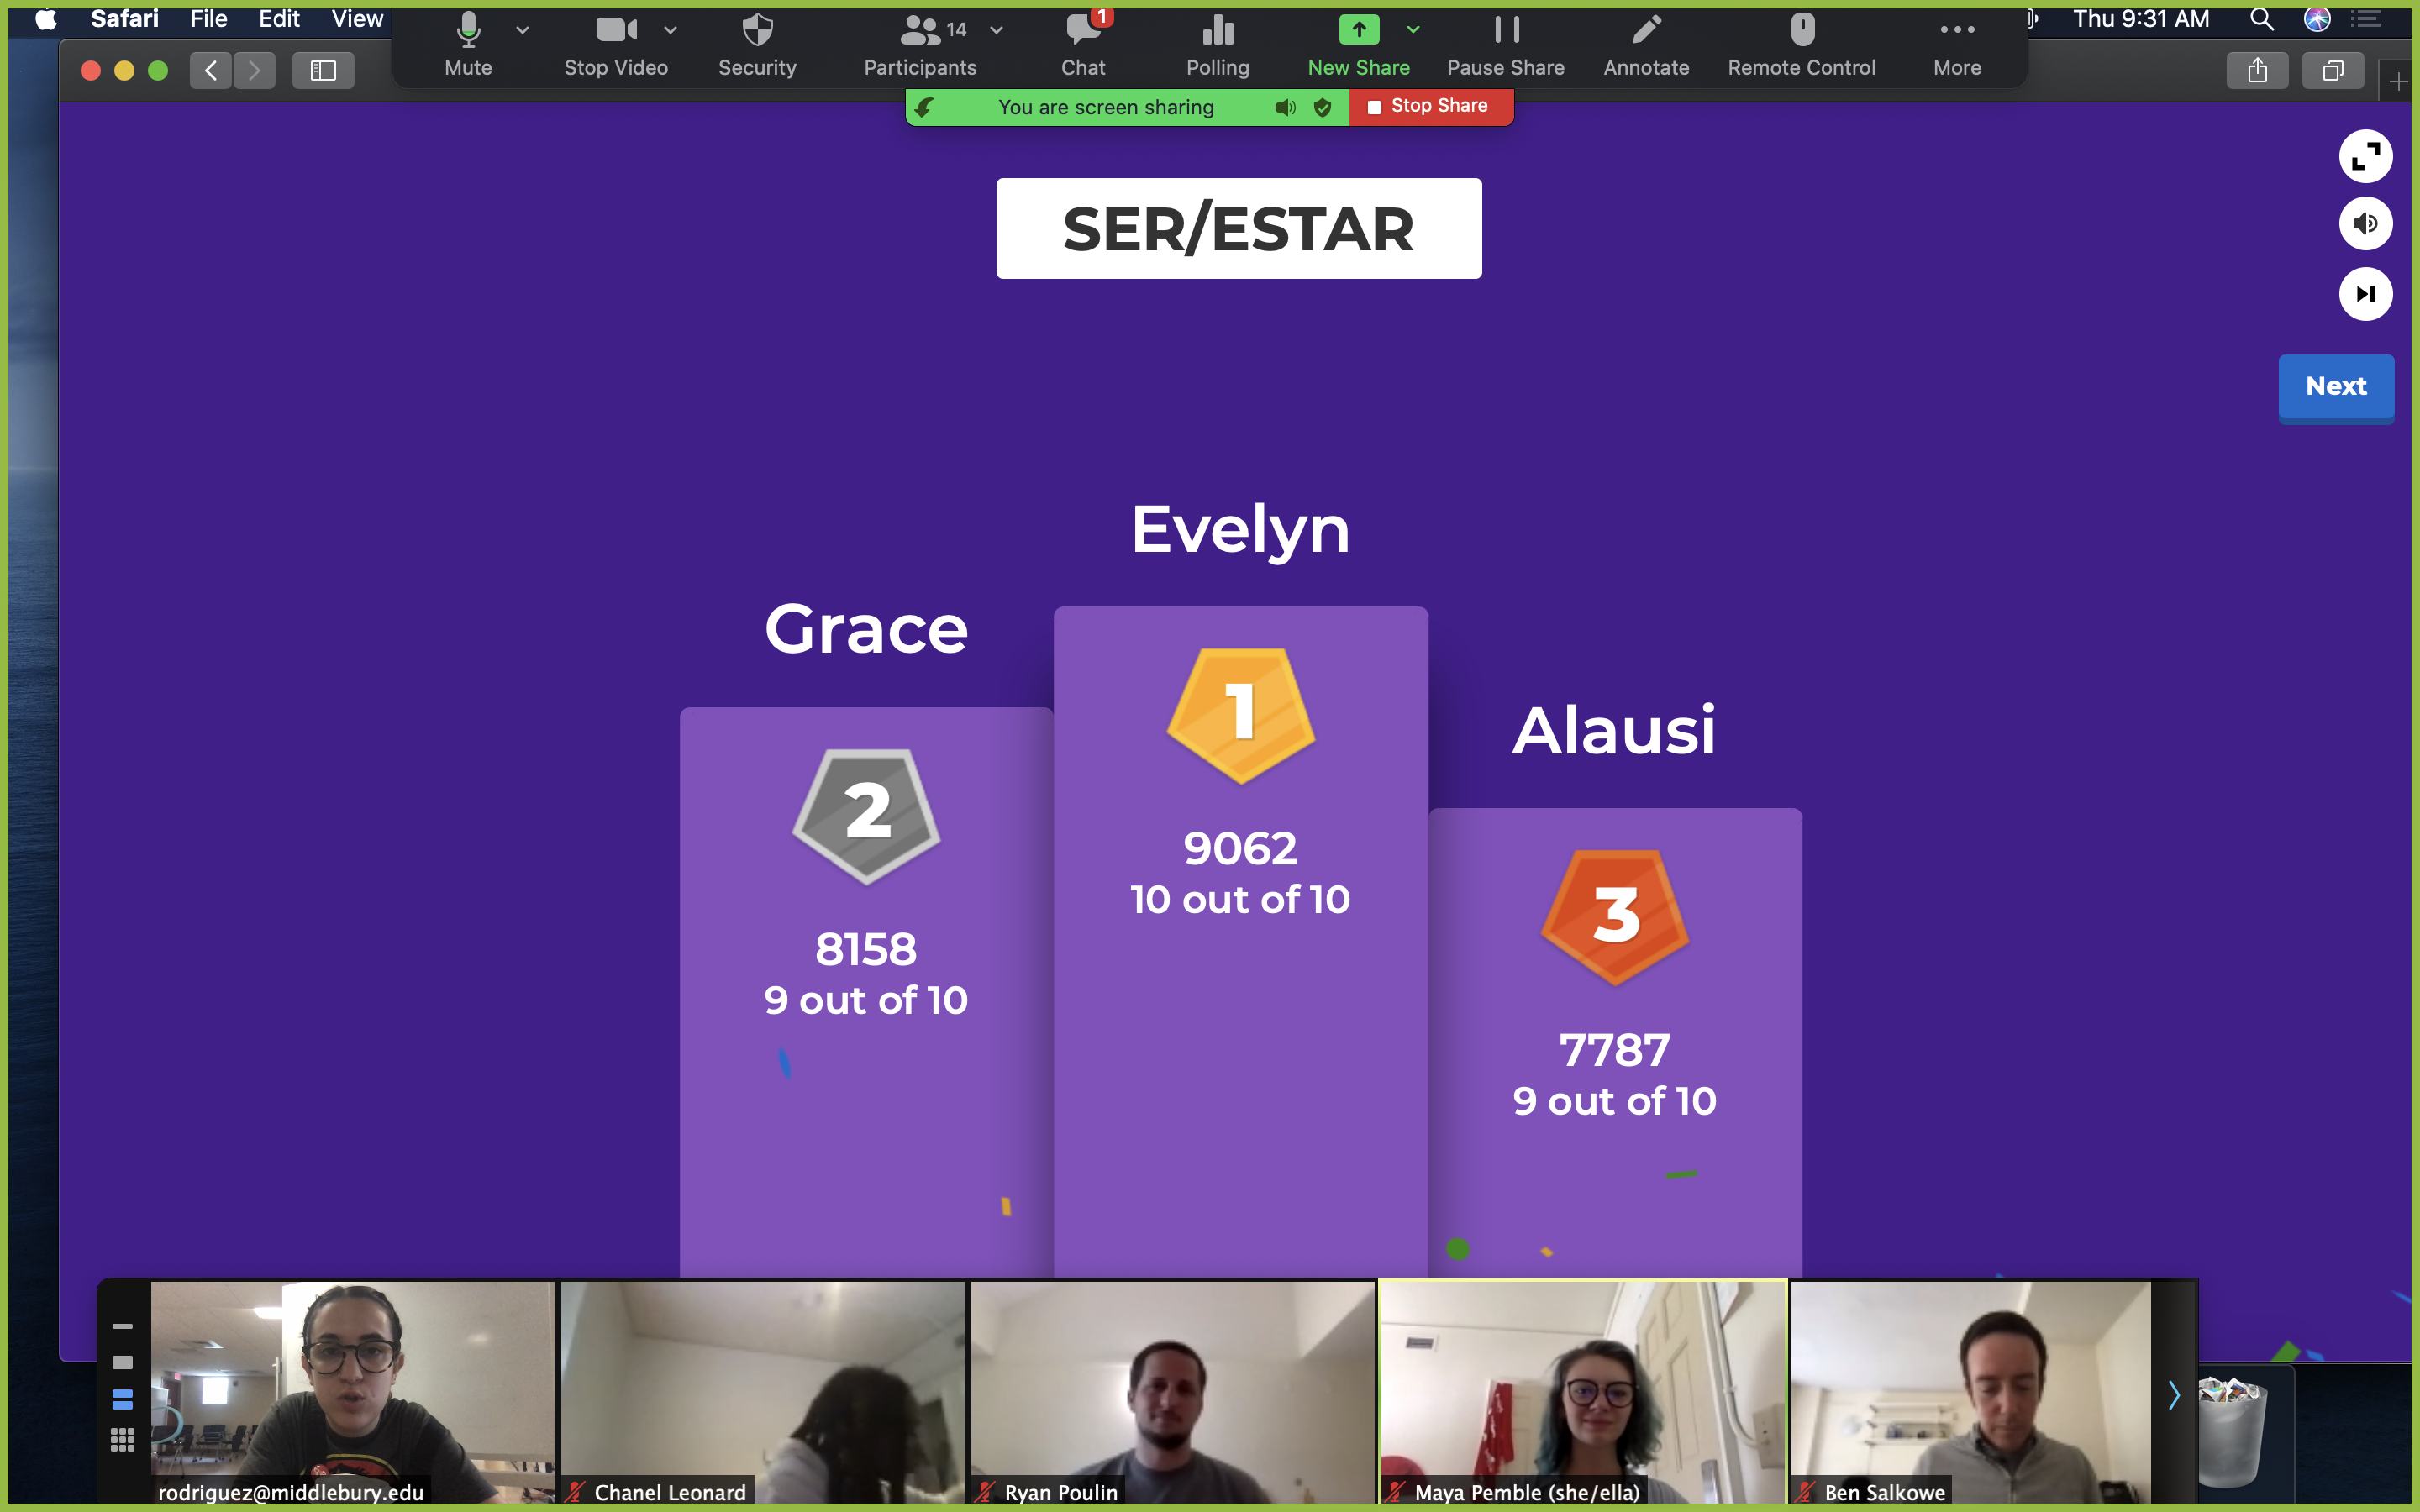 Safari File Edit View
Thu 9:31 AM
14
1
Mute Stop Video Security Participants Chat Polling New Share Pause Share Annotate Remote Control More
You are screen sharing
Stop Share
SER/ESTAR
Next
Evelyn
1
9062
10 out of 10
Grace
2
8158
9 out of 10
Alausi
3
7787
9 out of 10
rodriguez@middlebury.edu
Chanel Leonard
Ryan Poulin
Maya Pemble (she/ella)
Ben Salkowe